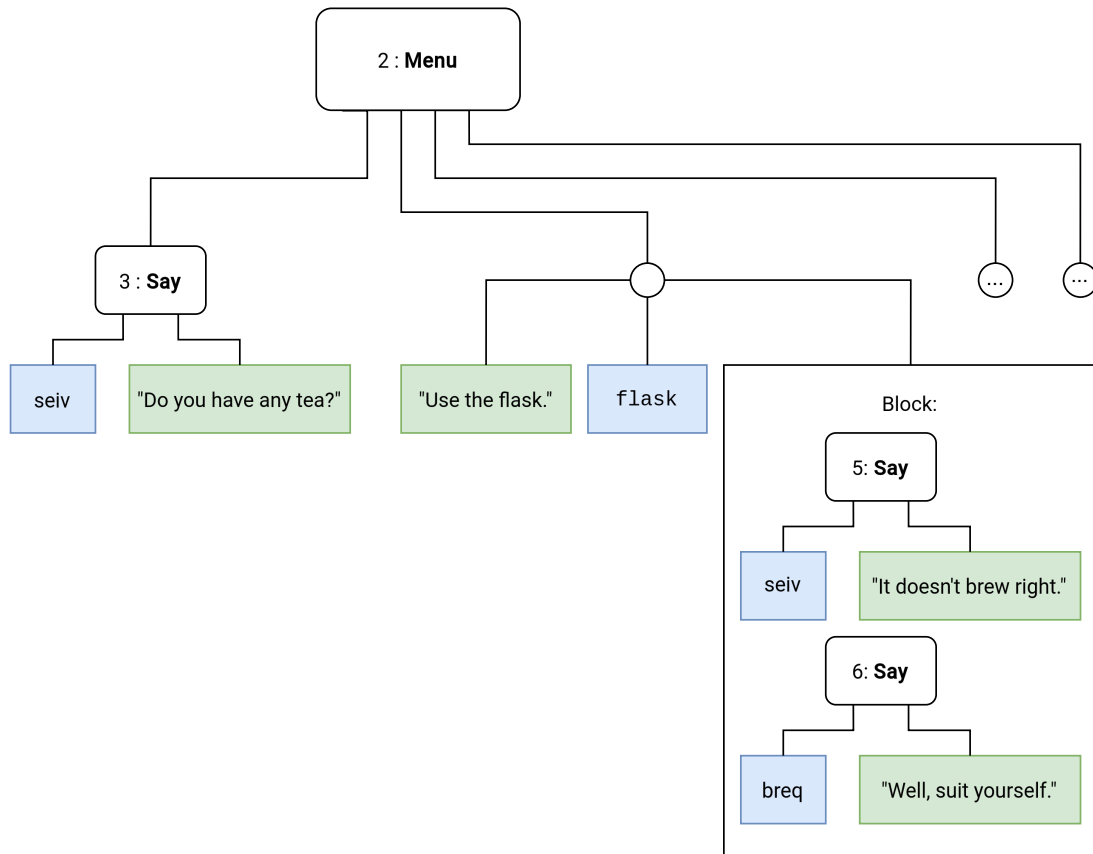 2 : Menu
3 : Say
...
...
seiv
"Do you have any tea?"
"Use the flask."
flask
Block:
5: Say
seiv
"It doesn't brew right."
6: Say
breq
"Well, suit yourself."